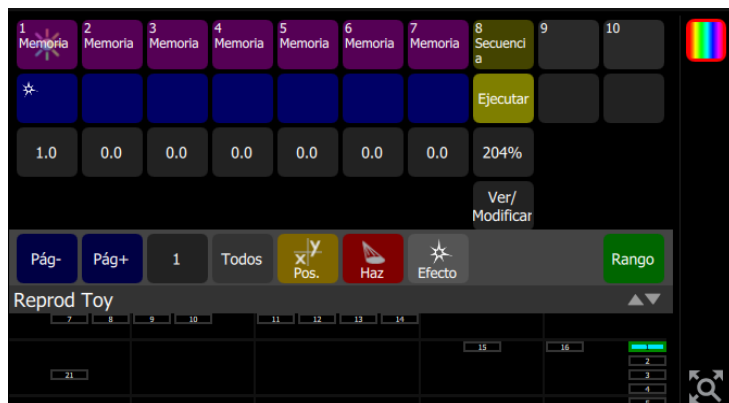 1 2 3 4 5 6 7 8 9 10
Memoria Memoria Memoria Memoria Memoria Memoria Memoria Secuenci
a
Ejecutar
1.0 0.0 0.0 0.0 0.0 0.0 0.0 204%
Ver/
Modificar
Pág- Pág+ 1 Todos x y Pos. Haz Efecto Rango
Reprod Toy
7 8 9 10 11 12 13 14
15 16
2
21 3
4